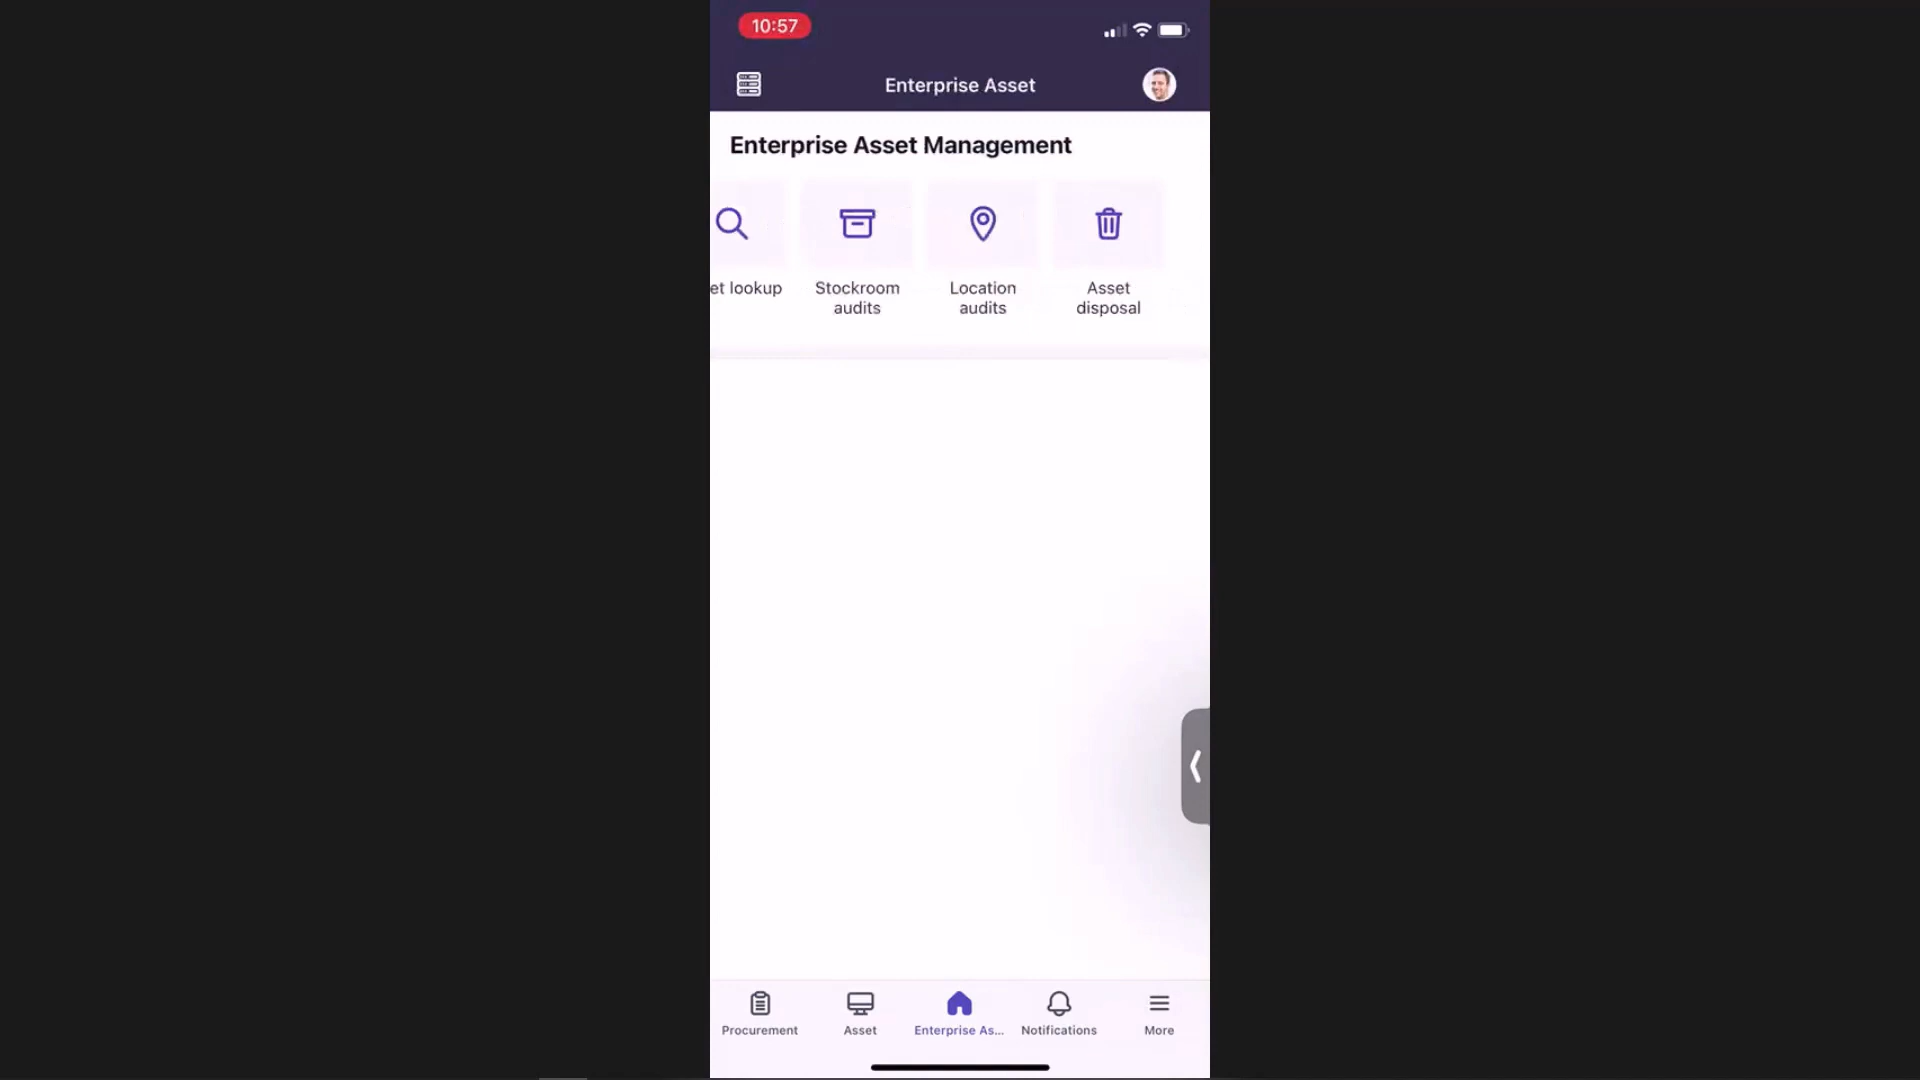 10:57
Enterprise Asset
Enterprise Asset Management
et lookup
Stockroom
audits
Location
audits
Asset
disposal
Procurement
Asset
Enterprise As...
Notifications
More